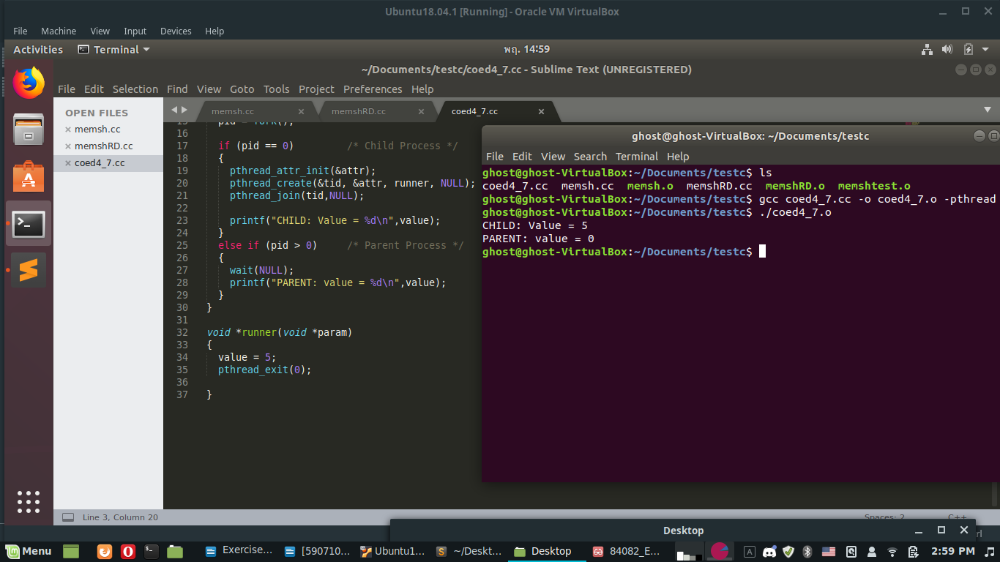 Ubuntu18.04.1 [Running] - Oracle VM VirtualBox
File Machine View Input Devices Help
Activities Terminal พฤ. 14:59
~/Documents/testc/coed4_7.cc - Sublime Text (UNREGISTERED)
File Edit Selection Find View Goto Tools Project Preferences Help
OPEN FILES
memsh.cc
memshRD.cc
coed4_7.cc
memsh.cc memshRD.cc coed4_7.cc
15 pid = fork();
16
17 if (pid == 0) /* Child Process */
18 {
19 pthread_attr_init(&attr);
20 pthread_create(&tid, &attr, runner, NULL);
21 pthread_join(tid,NULL);
22
23 printf("CHILD: Value = %d\n",value);
24 }
25 else if (pid > 0) /* Parent Process */
26 {
27 wait(NULL);
28 printf("PARENT: value = %d\n",value);
29 }
30 }
31
32 void *runner(void *param)
33 {
34 value = 5;
35 pthread_exit(0);
36
37 }
ghost@ghost-VirtualBox: ~/Documents/testc
File Edit View Search Terminal Help
ghost@ghost-VirtualBox:~/Documents/testc$ ls
coed4_7.cc memsh.cc memsh.o memshRD.cc memshRD.o memshtest.o
ghost@ghost-VirtualBox:~/Documents/testc$ gcc coed4_7.cc -o coed4_7.o -pthread
ghost@ghost-VirtualBox:~/Documents/testc$ ./coed4_7.o
CHILD: Value = 5
PARENT: value = 0
ghost@ghost-VirtualBox:~/Documents/testc$
Line 3, Column 20 Spaces: 2 C++
Desktop
Menu Exercise... [590710... Ubuntu1... ~/Deskt... Desktop 84082_E... A 2:59 PM